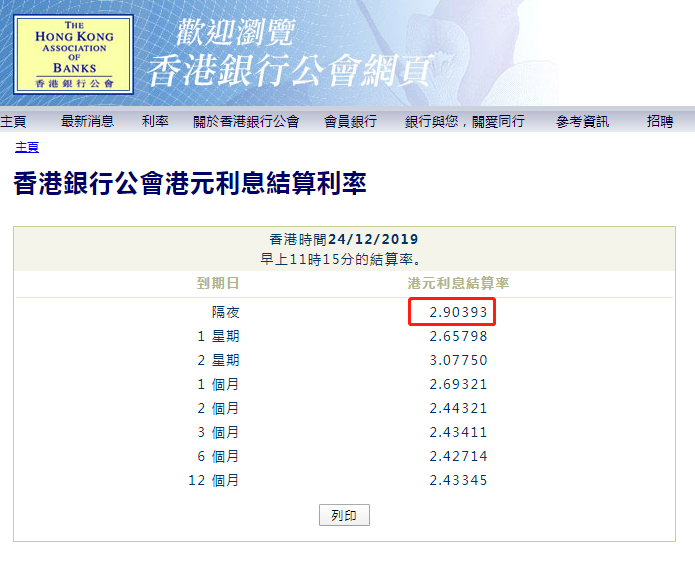 THE
HONG KONG
ASSOCIATION
OF
BANKS
香港銀行公會
歡迎瀏覽
香港銀行公會網頁
主頁 最新消息 利率 關於香港銀行公會 會員銀行 銀行與您，關愛同行 參考資訊 招聘
主頁
香港銀行公會港元利息結算利率
香港時間24/12/2019
早上11時15分的結算率。
到期日 港元利息結算率
隔夜 2.90393
1 星期 2.65798
2 星期 3.07750
1 個月 2.69321
2 個月 2.44321
3 個月 2.43411
6 個月 2.42714
12 個月 2.43345
列印